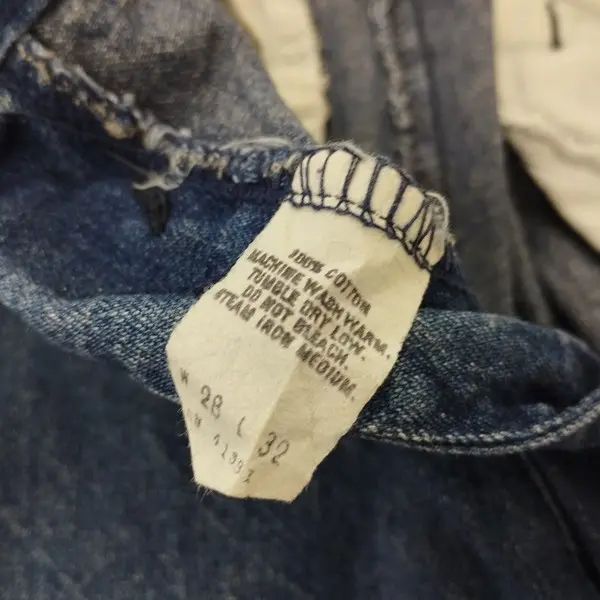 100% COTTON
MACHINE WASH WARM.
TUMBLE DRY LOW.
DO NOT BLEACH.
STEAM IRON MEDIUM.
W 28 L 32